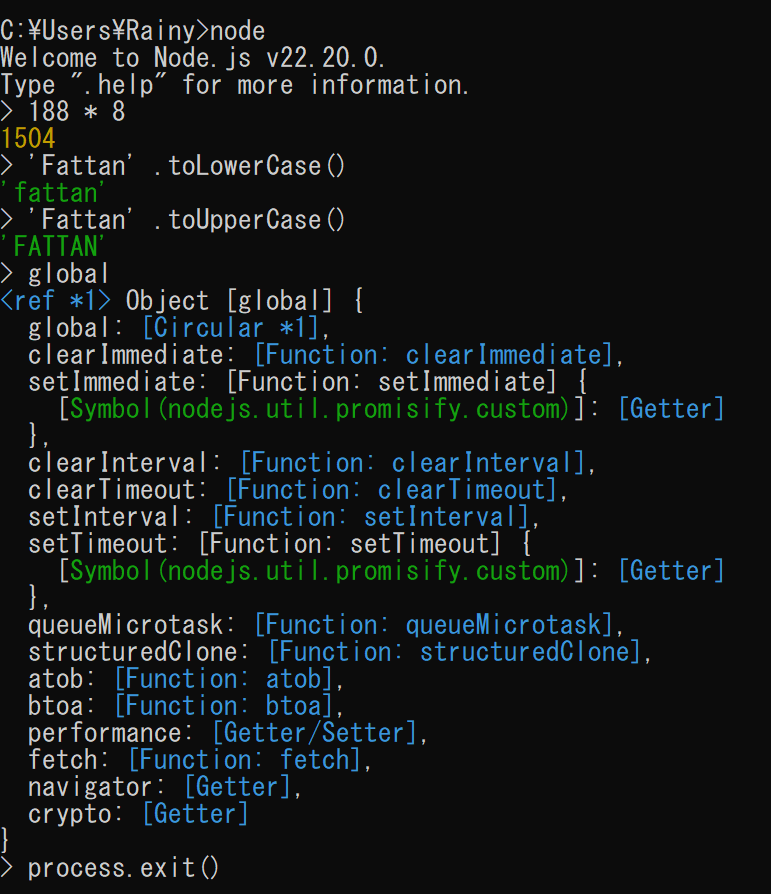 C:¥Users¥Rainy>node
Welcome to Node.js v22.20.0.
Type ".help" for more information.
> 188 * 8
1504
> 'Fattan' .toLowerCase()
'fattan'
> 'Fattan' .toUpperCase()
'FATTAN'
> global
<ref *1> Object [global] {
  global: [Circular *1],
  clearImmediate: [Function: clearImmediate],
  setImmediate: [Function: setImmediate] {
    [Symbol(nodejs.util.promisify.custom)]: [Getter]
  },
  clearInterval: [Function: clearInterval],
  clearTimeout: [Function: clearTimeout],
  setInterval: [Function: setInterval],
  setTimeout: [Function: setTimeout] {
    [Symbol(nodejs.util.promisify.custom)]: [Getter]
  },
  queueMicrotask: [Function: queueMicrotask],
  structuredClone: [Function: structuredClone],
  atob: [Function: atob],
  btoa: [Function: btoa],
  performance: [Getter/Setter],
  fetch: [Function: fetch],
  navigator: [Getter],
  crypto: [Getter]
}
> process.exit()